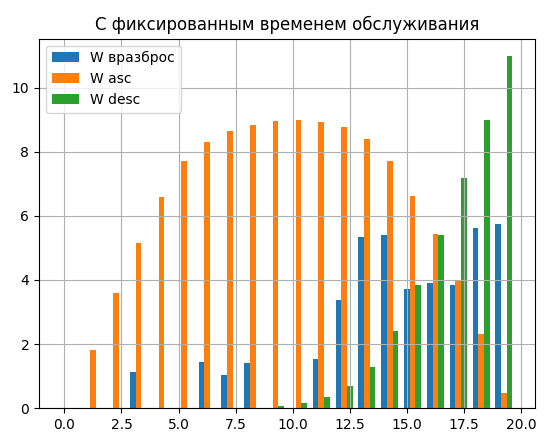 С фиксированным временем обслуживания
W вразброс
W asc
W desc
10
8
6
4
2
0
0.0 2.5 5.0 7.5 10.0 12.5 15.0 17.5 20.0